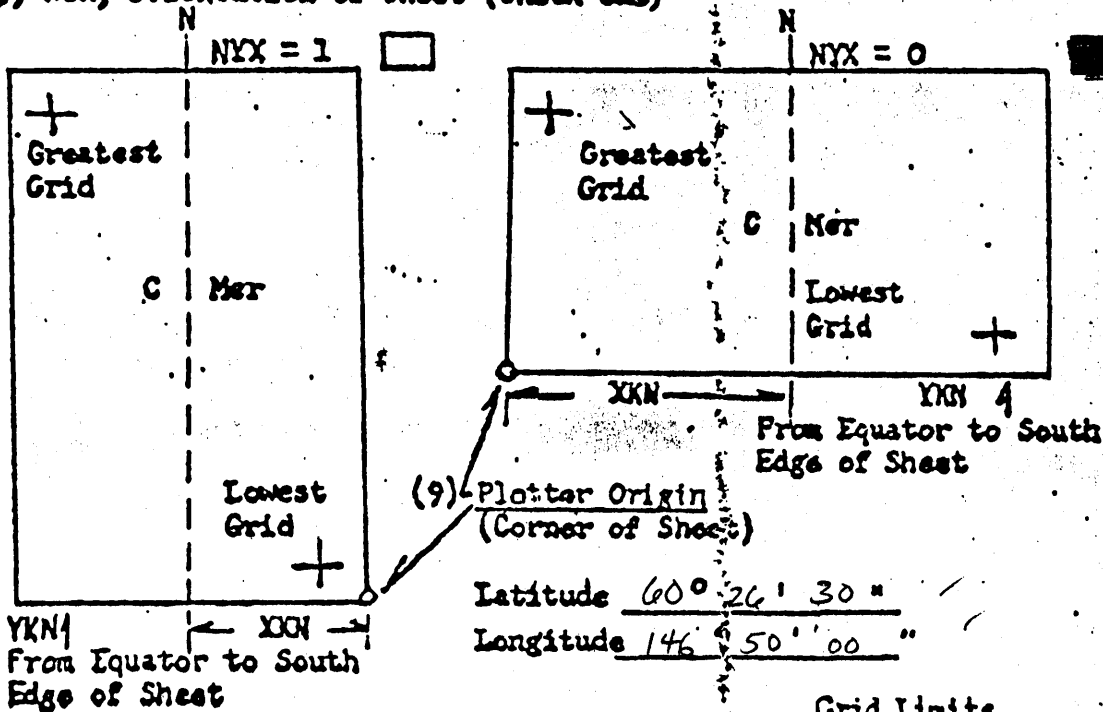 N
NYX = 1
Greatest
Grid
C Mer
Lowest
Grid
YKN
XKN
From Equator to South
Edge of Sheet
N
NYX = 0
Greatest
Grid
C Mer
Lowest
Grid
XKN
YKN
From Equator to South
Edge of Sheet
(9) Plotter Origin
(Corner of Sheet)
Latitude 60° 26' 30"
Longitude 146° 50' 00"
Grid Limits